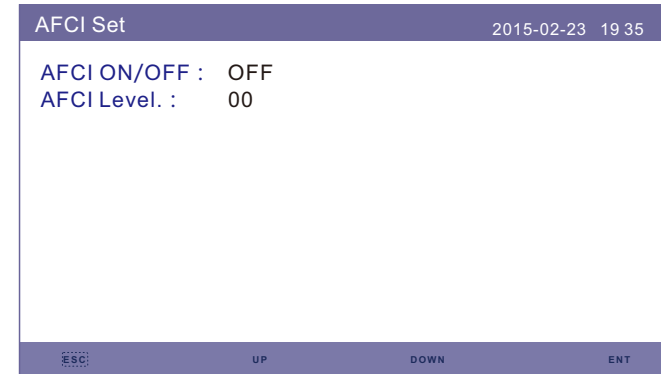 AFCI Set 2015-02-23 19 35
AFCI ON/OFF : OFF
AFCI Level. : 00
ESC UP DOWN ENT